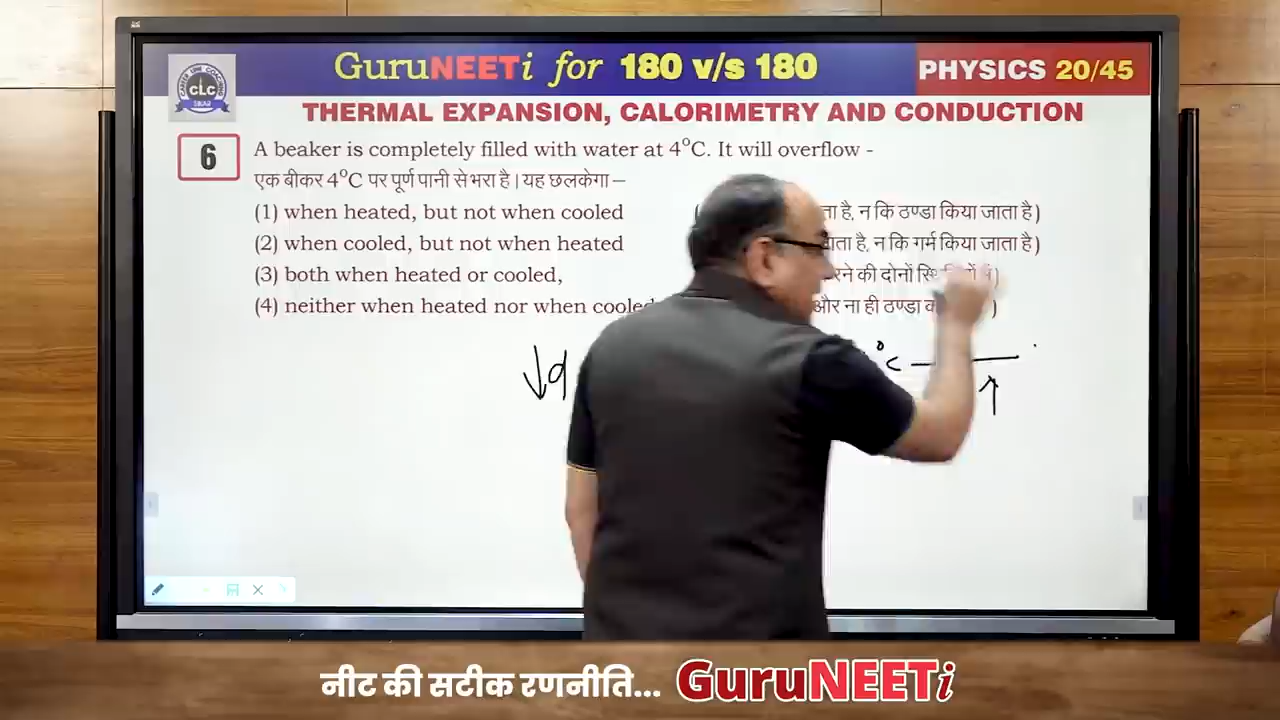 GuruNEETi for 180 v/s 180
PHYSICS 20/45
CLC
SIKAR
THERMAL EXPANSION, CALORIMETRY AND CONDUCTION
6
A beaker is completely filled with water at 4°C. It will overflow -
एक बीकर 4°C पर पूर्ण पानी से भरा है। यह छलकेगा –
(1) when heated, but not when cooled
है, न कि ठण्डा किया जाता है)
(2) when cooled, but not when heated
है, न कि गर्म किया जाता है)
(3) both when heated or cooled,
की दोनों
(4) neither when heated nor when
और ना ही ठण्डा
°C
नीट की सटीक रणनीति... GuruNEETi